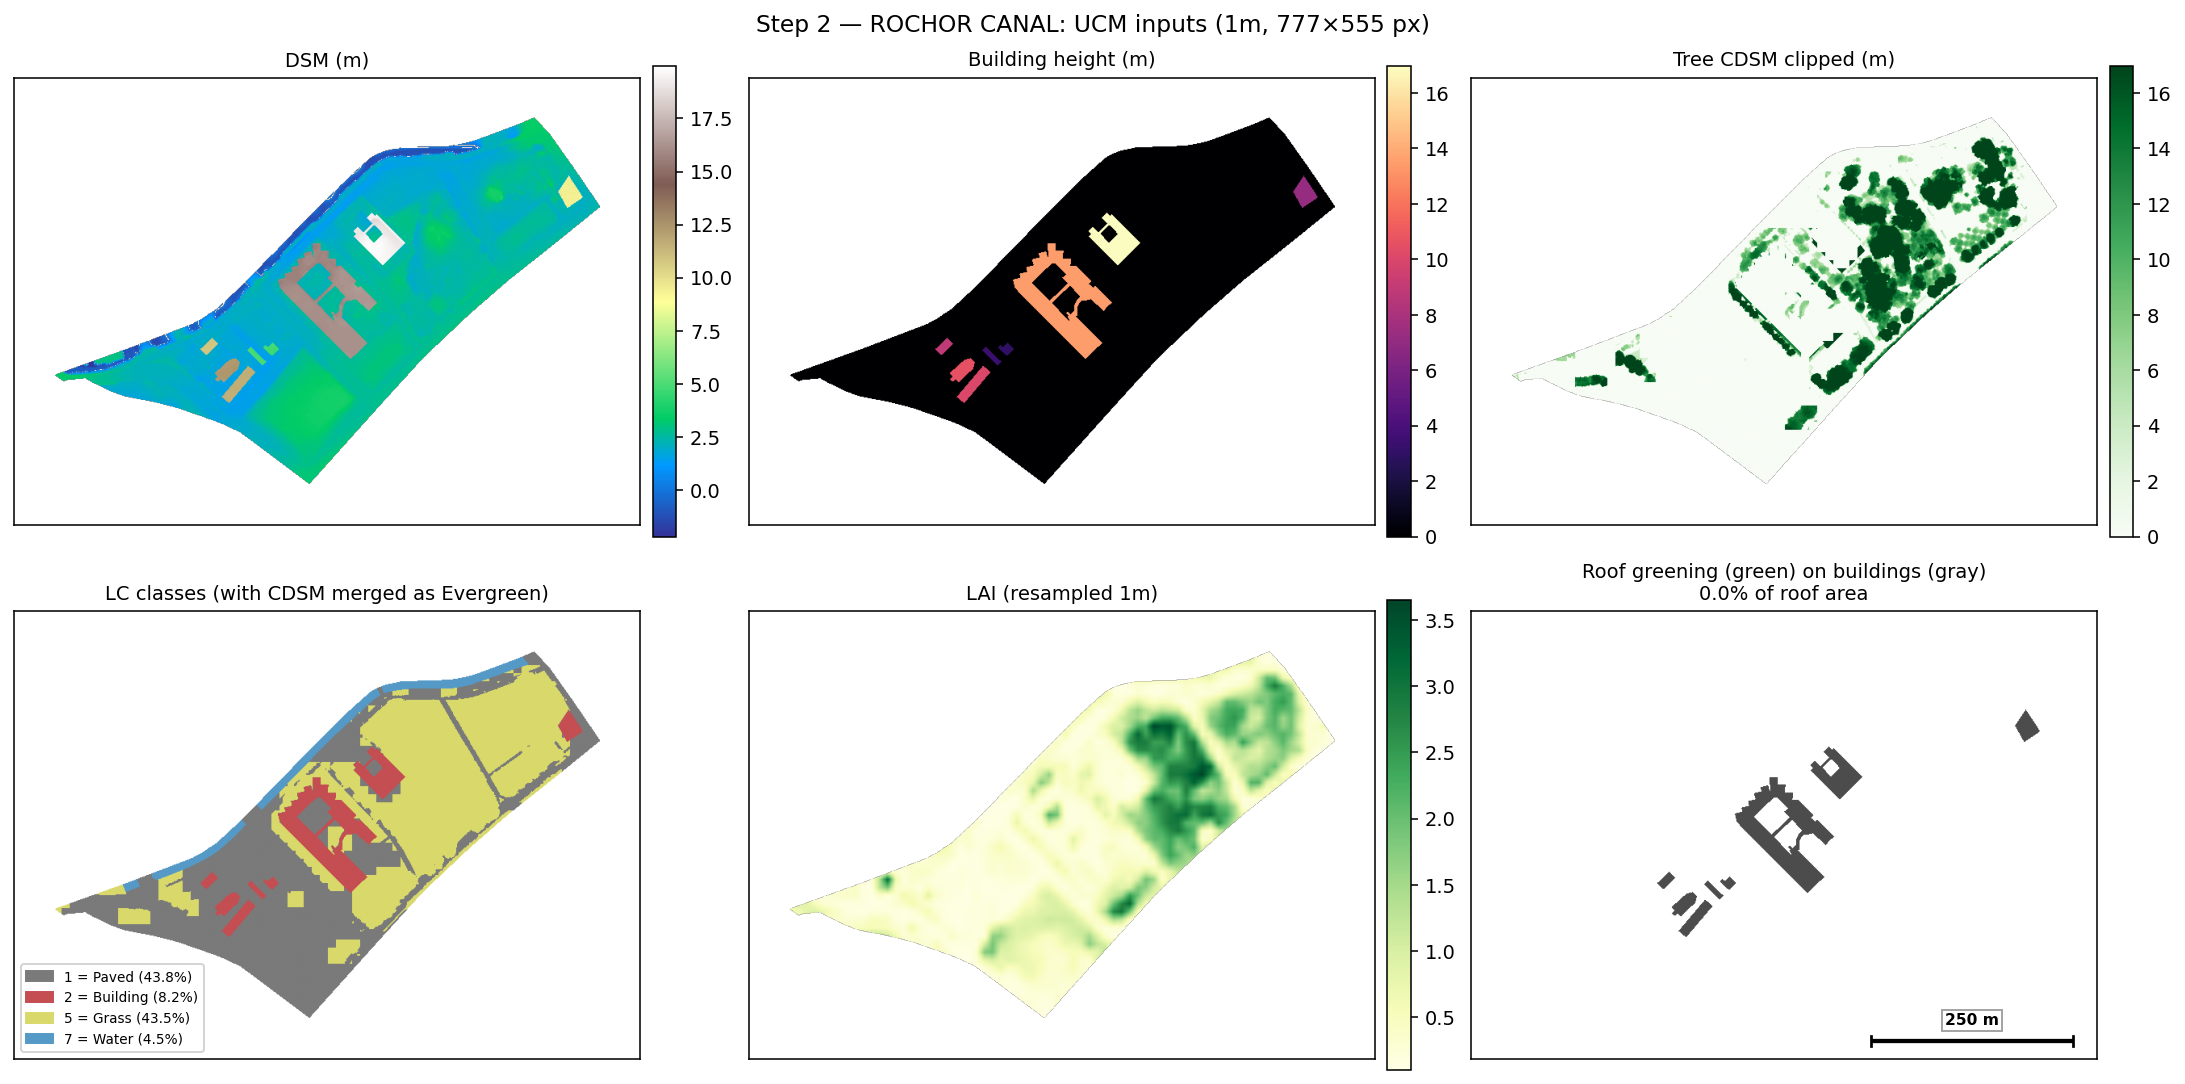 Step 2 — ROCHOR CANAL: UCM inputs (1m, 777×555 px)
DSM (m)
17.5
15.0
12.5
10.0
7.5
5.0
2.5
0.0
Building height (m)
16
14
12
10
8
6
4
2
0
Tree CDSM clipped (m)
16
14
12
10
8
6
4
2
0
LC classes (with CDSM merged as Evergreen)
1 = Paved (43.8%)
2 = Building (8.2%)
5 = Grass (43.5%)
7 = Water (4.5%)
LAI (resampled 1m)
3.5
3.0
2.5
2.0
1.5
1.0
0.5
Roof greening (green) on buildings (gray)
0.0% of roof area
250 m